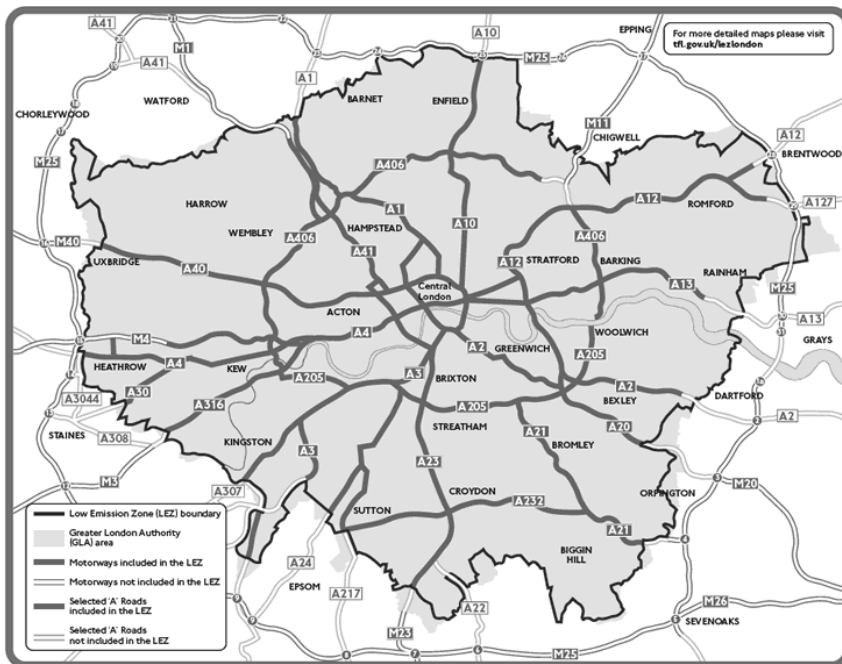 For more detailed maps please visit
tfl.gov.uk/lezlondon
A41
M1
A10
EPPING
A41
A1
M25
BARNET
ENFIELD
WATFORD
CHORLEYWOOD
M11
CHIGWELL
A12
BRENTWOOD
M25
A406
HARROW
A12
ROMFORD
A127
A1
A10
WEMBLEY
A406
HAMPSTEAD
A41
A406
M40
UXBRIDGE
A40
A12
STRATFORD
BARKING
RAINHAM
Central
London
A13
M25
ACTON
M4
A4
A13
WOOLWICH
GRAYS
HEATHROW
A4
KEW
A2
GREENWICH
A205
A30
A205
A3
BRIXTON
A2
BEXLEY
DARTFORD
A3044
A316
A205
A2
STAINES
A308
KINGSTON
STREATHAM
A20
A3
A21
BROMLEY
A23
M3
M20
A307
CROYDON
A232
ORPINGTON
SUTTON
A21
BIGGIN
HILL
A24
EPSOM
A217
A22
M26
SEVENOAKS
M23
M25
Low Emission Zone (LEZ) boundary
Greater London Authority
(GLA) area
Motorways included in the LEZ
Motorways not included in the LEZ
Selected 'A' Roads
included in the LEZ
Selected 'A' Roads
not included in the LEZ